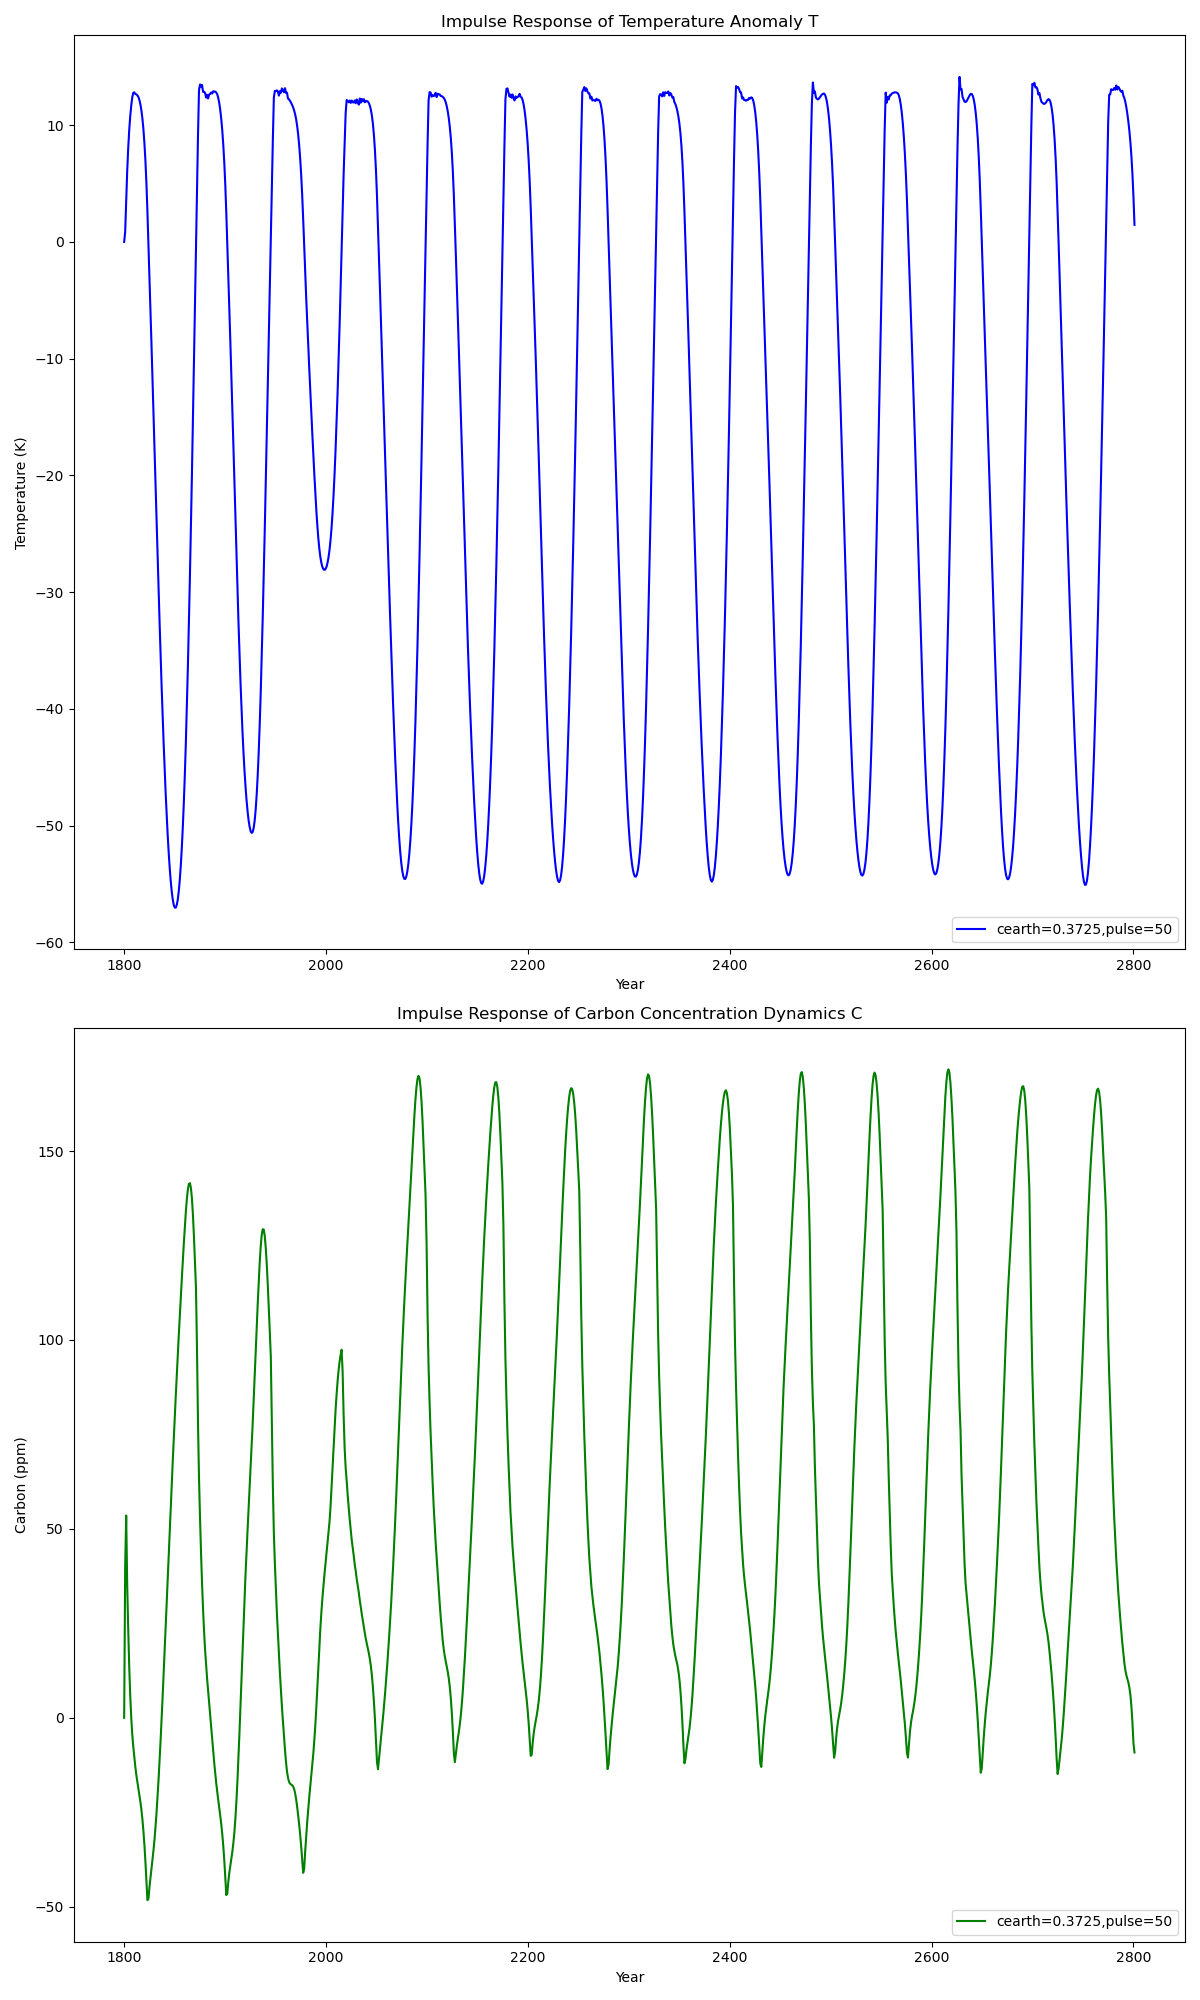 Impulse Response of Temperature Anomaly T
10
0
−10
−20
−30
−40
−50
−60
Temperature (K)
cearth=0.3725,pulse=50
1800 2000 2200 2400 2600 2800
Year
Impulse Response of Carbon Concentration Dynamics C
150
100
50
0
−50
Carbon (ppm)
cearth=0.3725,pulse=50
1800 2000 2200 2400 2600 2800
Year